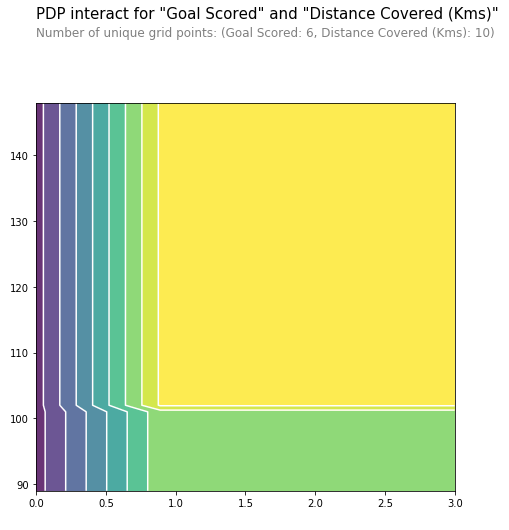 PDP interact for "Goal Scored" and "Distance Covered (Kms)"
Number of unique grid points: (Goal Scored: 6, Distance Covered (Kms): 10)
140
130
120
110
100
90
0.0 0.5 1.0 1.5 2.0 2.5 3.0